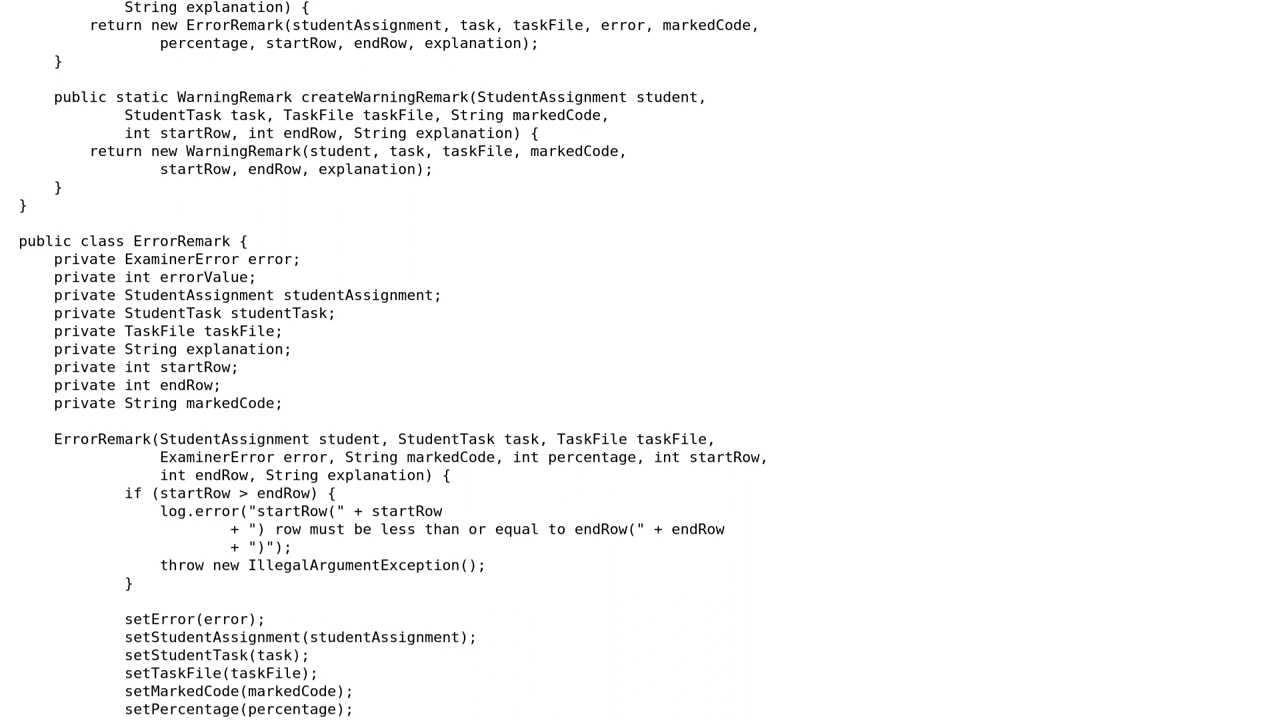 String explanation) {
return new ErrorRemark(studentAssignment, task, taskFile, error, markedCode,
percentage, startRow, endRow, explanation);
}
public static WarningRemark createWarningRemark(StudentAssignment student,
StudentTask task, TaskFile taskFile, String markedCode,
int startRow, int endRow, String explanation) {
return new WarningRemark(student, task, taskFile, markedCode,
startRow, endRow, explanation);
}
}
public class ErrorRemark {
private ExaminerError error;
private int errorValue;
private StudentAssignment studentAssignment;
private StudentTask studentTask;
private TaskFile taskFile;
private String explanation;
private int startRow;
private int endRow;
private String markedCode;
ErrorRemark(StudentAssignment student, StudentTask task, TaskFile taskFile,
ExaminerError error, String markedCode, int percentage, int startRow,
int endRow, String explanation) {
if (startRow > endRow) {
log.error("startRow(" + startRow
+ ") row must be less than or equal to endRow(" + endRow
+ ")");
throw new IllegalArgumentException();
}
setError(error);
setStudentAssignment(studentAssignment);
setStudentTask(task);
setTaskFile(taskFile);
setMarkedCode(markedCode);
setPercentage(percentage);